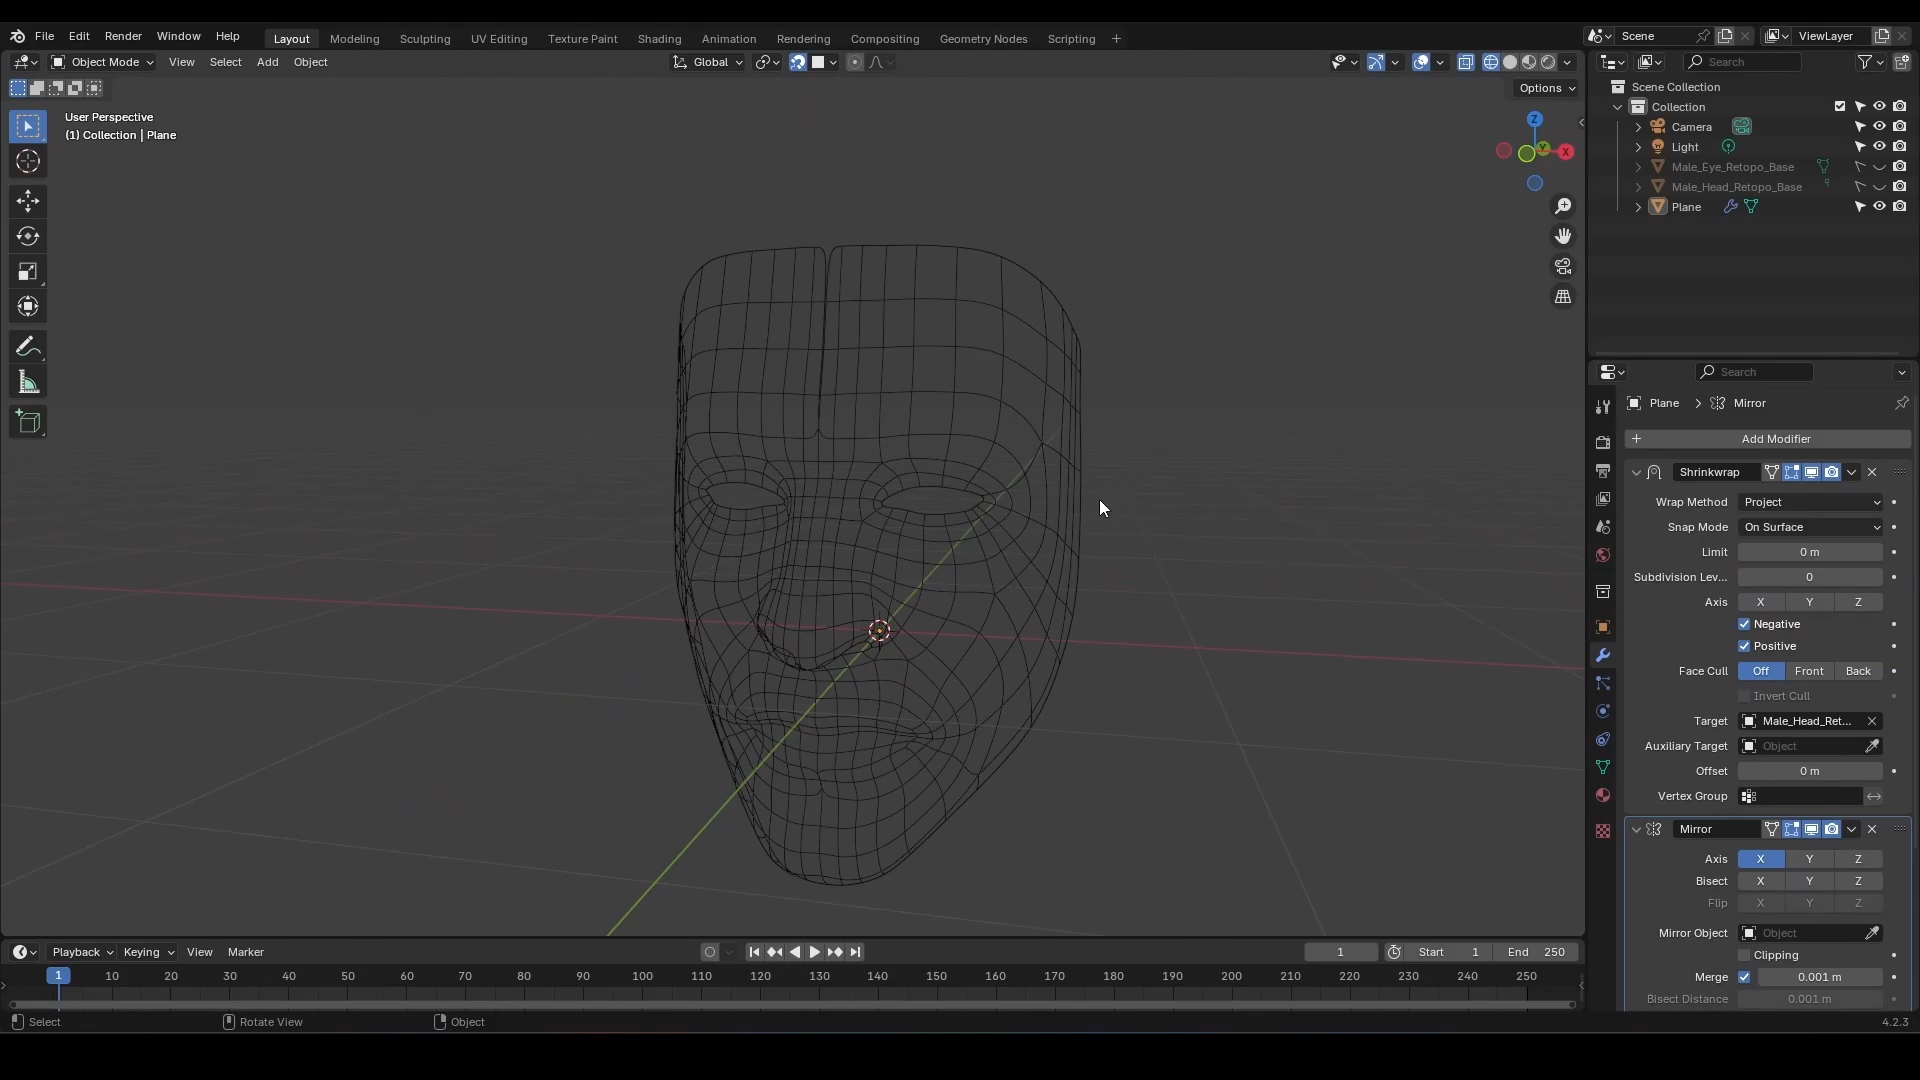 File Edit Render Window Help Layout Modeling Sculpting UV Editing Texture Paint Shading Animation Rendering Compositing Geometry Nodes Scripting + Scene ViewLayer
Object Mode View Select Add Object Global Search
Options
User Perspective
(1) Collection | Plane
Z
Y
X
Scene Collection
Collection
Camera
Light
Male_Eye_Retopo_Base
Male_Head_Retopo_Base
Plane
Search
Plane > Mirror
+ Add Modifier
Shrinkwrap
Wrap Method Project
Snap Mode On Surface
Limit 0 m
Subdivision Lev... 0
Axis X Y Z
Negative
Positive
Face Cull Off Front Back
Invert Cull
Target Male_Head_Ret...
Auxiliary Target Object
Offset 0 m
Vertex Group
Mirror
Axis X Y Z
Bisect X Y Z
Flip X Y Z
Mirror Object Object
Clipping
Merge 0.001 m
Bisect Distance 0.001 m
Playback Keying View Marker 1 Start 1 End 250
1 10 20 30 40 50 60 70 80 90 100 110 120 130 140 150 160 170 180 190 200 210 220 230 240 250
Select Rotate View Object 4.2.3